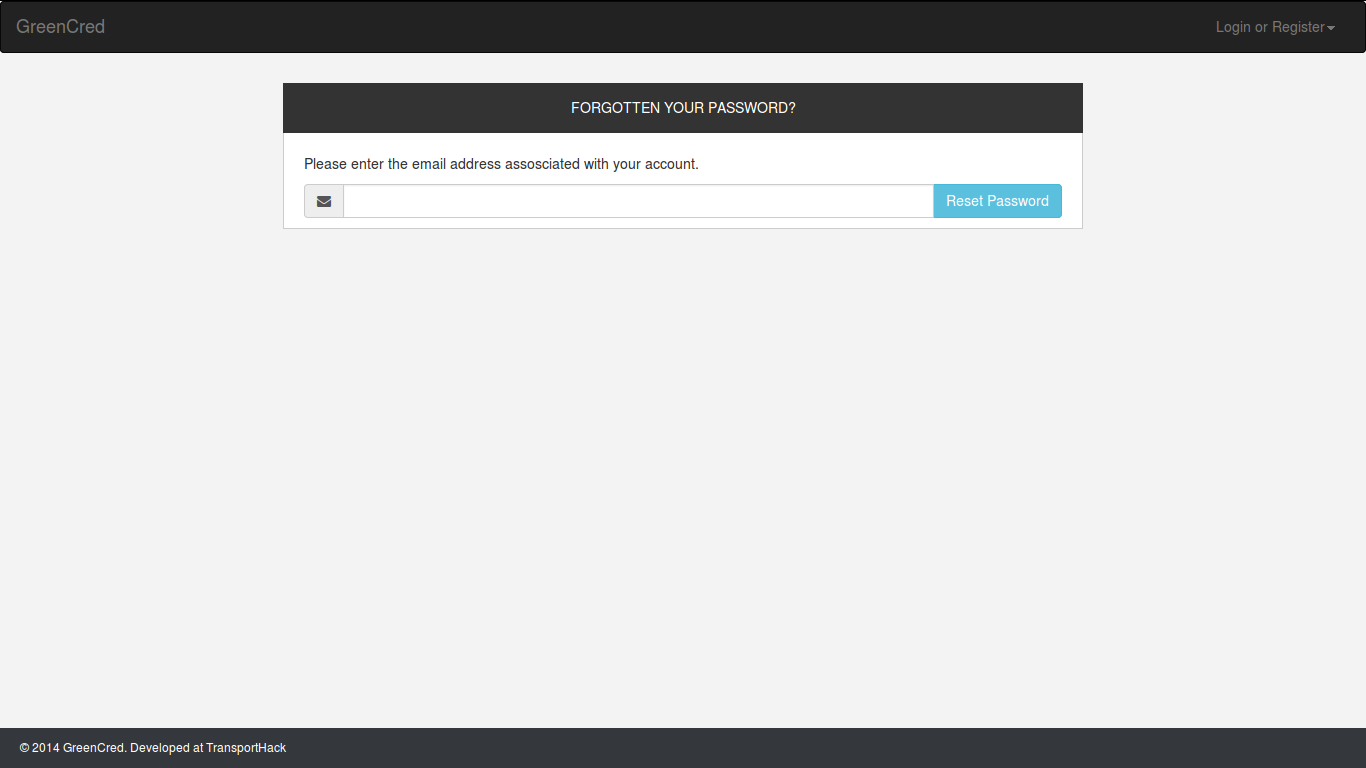 GreenCred
Login or Register
FORGOTTEN YOUR PASSWORD?
Please enter the email address assosciated with your account.
Reset Password
© 2014 GreenCred. Developed at TransportHack